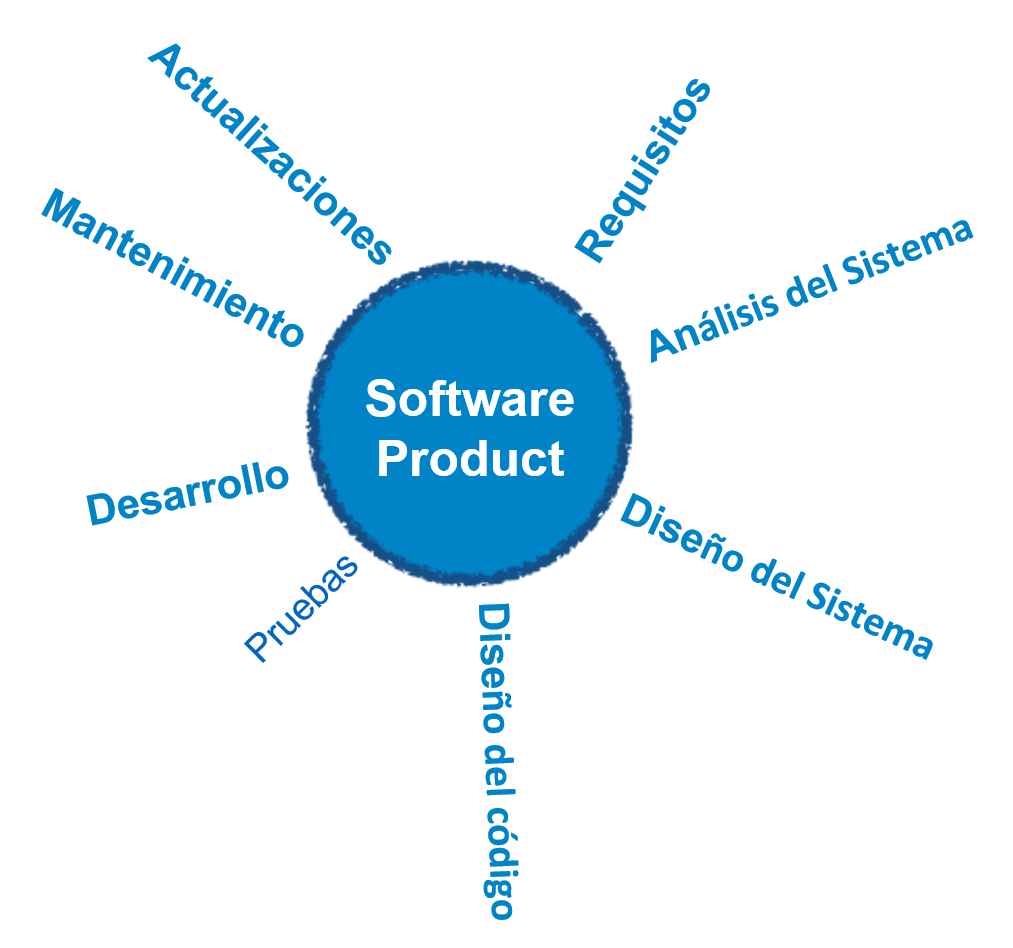 Software
Product
Requisitos
Análisis del Sistema
Diseño del Sistema
Diseño del código
Pruebas
Desarrollo
Mantenimiento
Actualizaciones